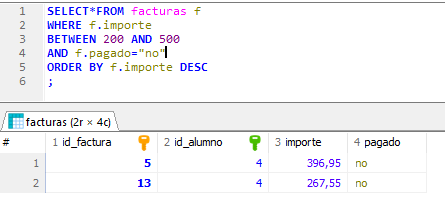 1 SELECT*FROM facturas f
2 WHERE f.importe
3 BETWEEN 200 AND 500
4 AND f.pagado="no"
5 ORDER BY f.importe DESC
6 ;
facturas (2r × 4c)
# 1 id_factura 2 id_alumno 3 importe 4 pagado
1 5 4 396,95 no
2 13 4 267,55 no